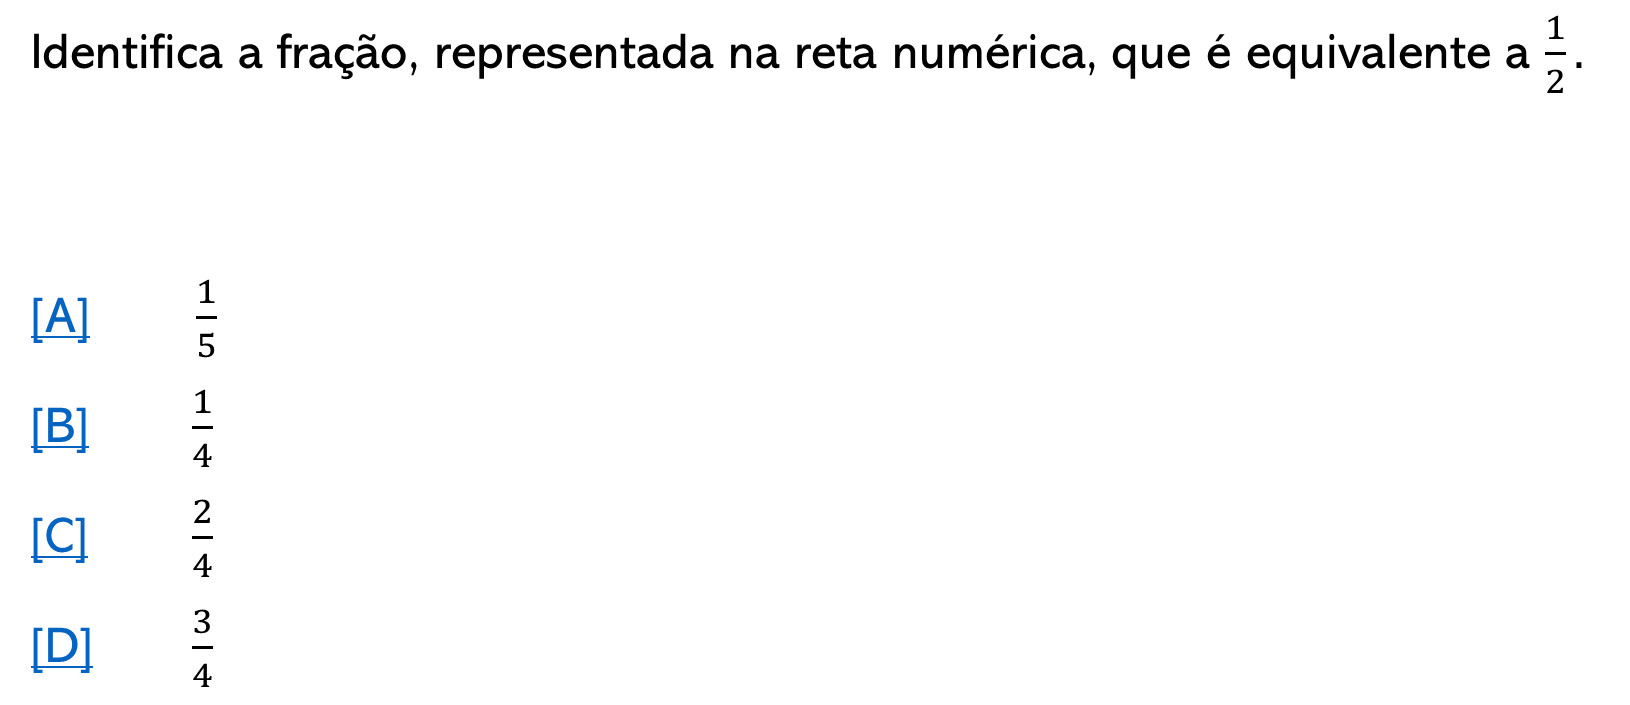 Identifica a fração, representada na reta numérica, que é equivalente a 1/2.
[A] 1/5
[B] 1/4
[C] 2/4
[D] 3/4